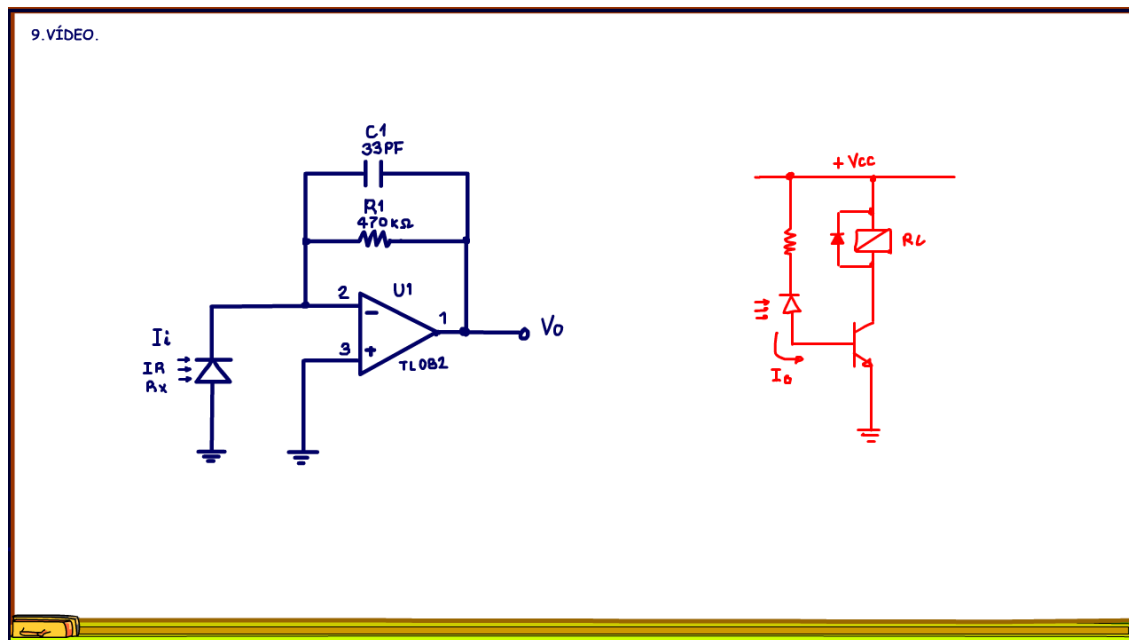 9.VÍDEO.
C1
33PF
R1
470KΩ
2
U1
-
1
Vo
3
+
TL082
Ii
IR
Rx
+ Vcc
RL
IB